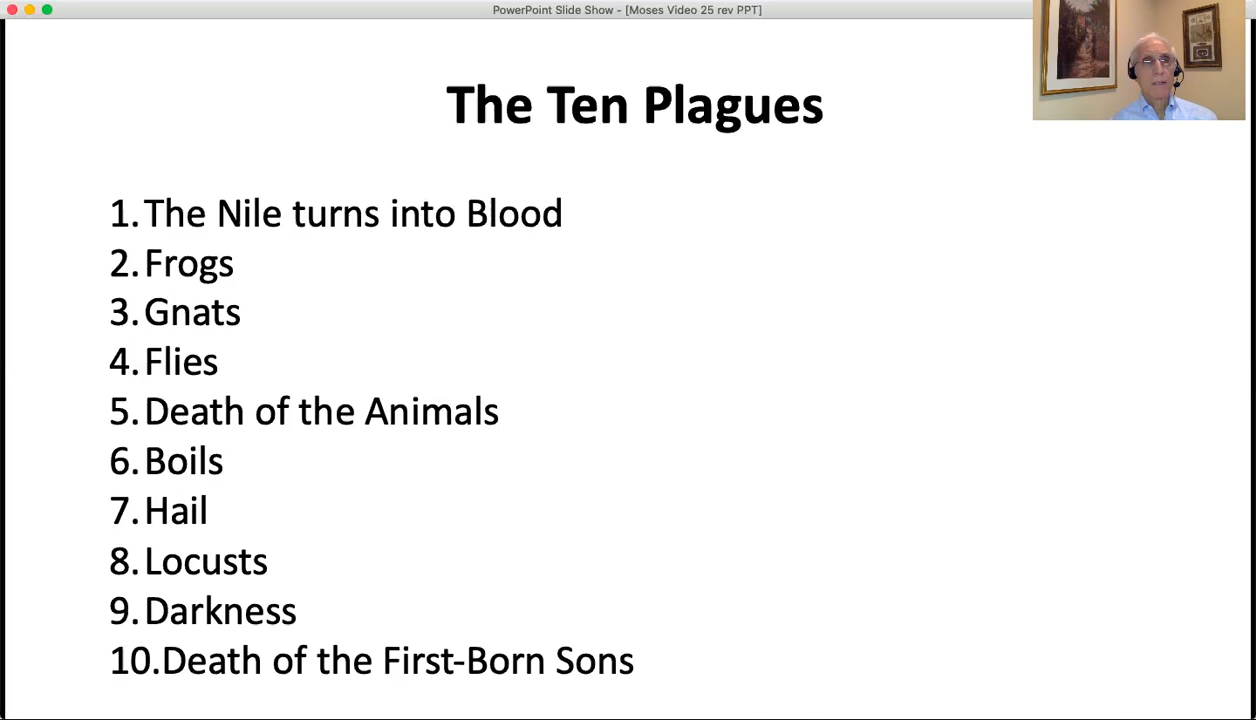 PowerPoint Slide Show - [Moses Video 25 rev PPT]
The Ten Plagues
1. The Nile turns into Blood
2. Frogs
3. Gnats
4. Flies
5. Death of the Animals
6. Boils
7. Hail
8. Locusts
9. Darkness
10. Death of the First-Born Sons